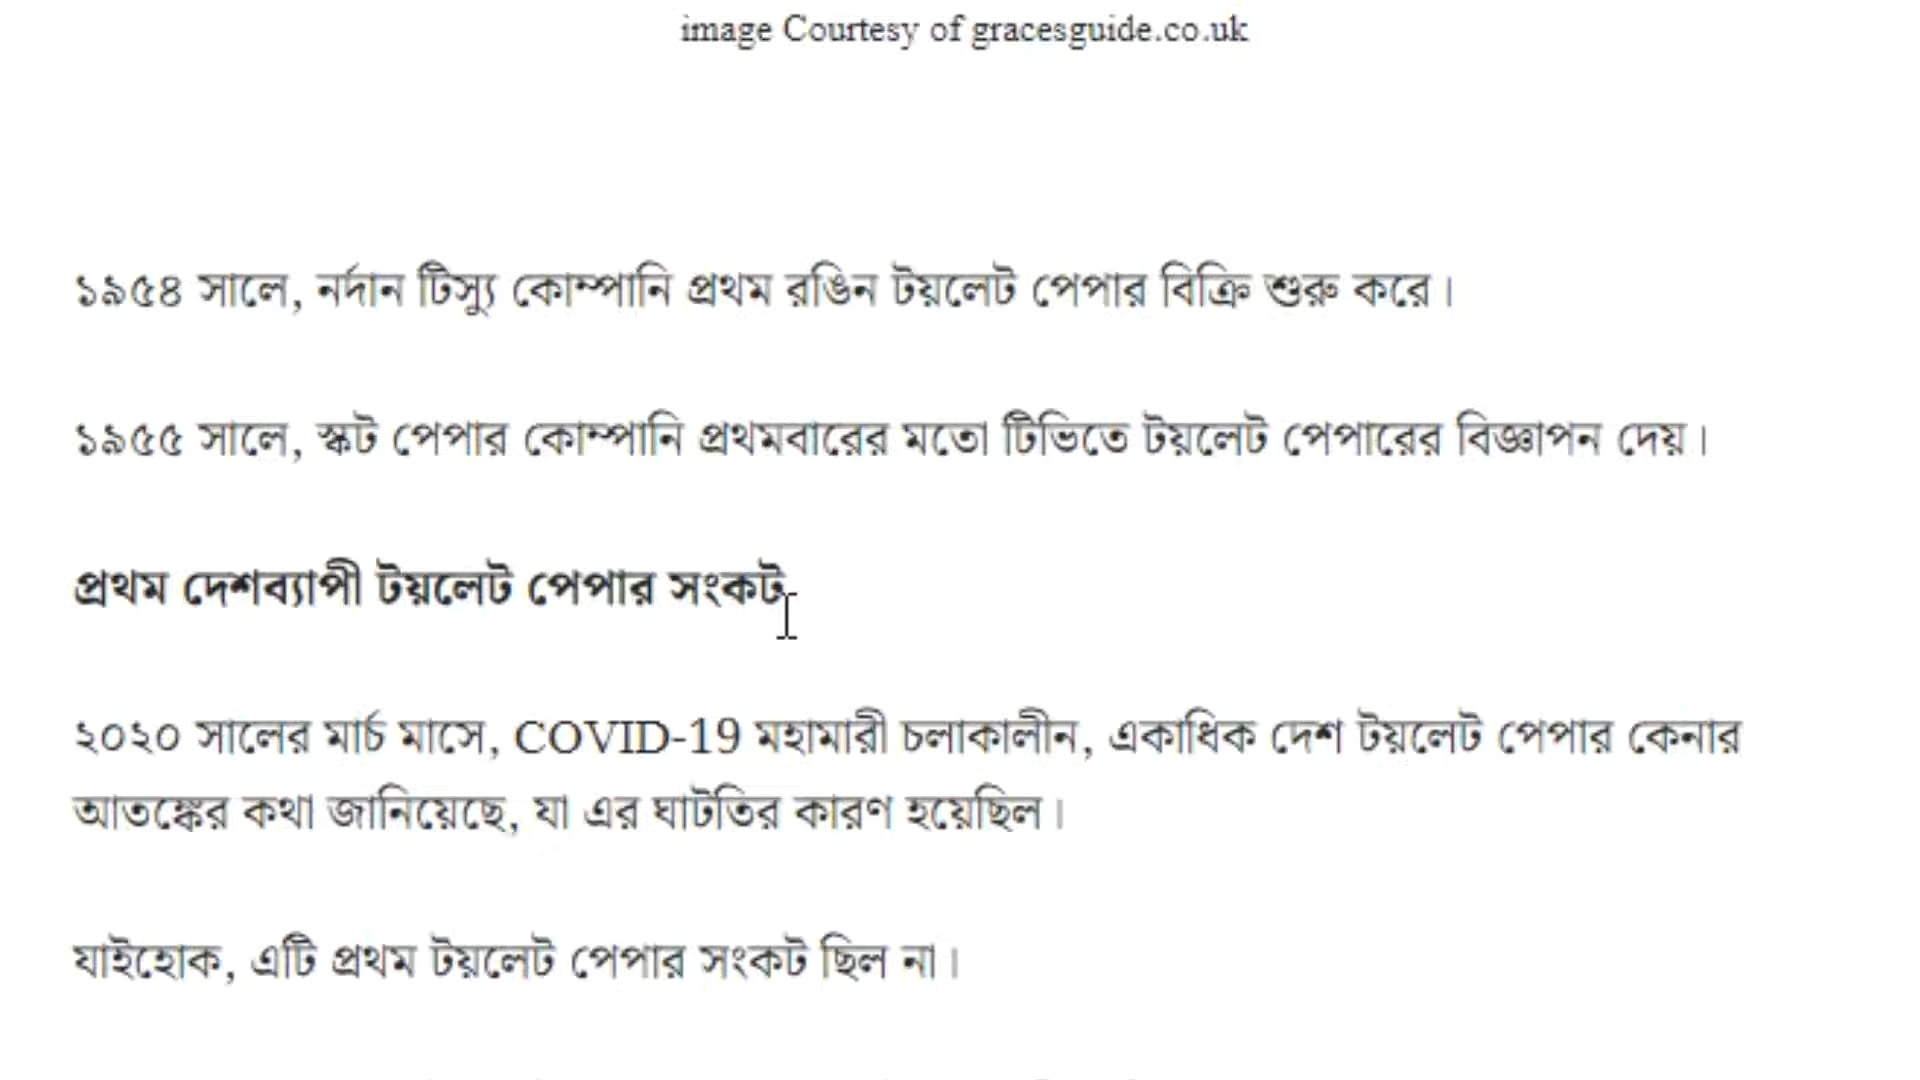 image Courtesy of gracesguide.co.uk
১৯৫৪ সালে, নর্দান টিস্যু কোম্পানি প্রথম রঙিন টয়লেট পেপার বিক্রি শুরু করে।
১৯৫৫ সালে, স্কট পেপার কোম্পানি প্রথমবারের মতো টিভিতে টয়লেট পেপারের বিজ্ঞাপন দেয়।
প্রথম দেশব্যাপী টয়লেট পেপার সংকট
২০২০ সালের মার্চ মাসে, COVID-19 মহামারী চলাকালীন, একাধিক দেশ টয়লেট পেপার কেনার
আতঙ্কের কথা জানিয়েছে, যা এর ঘাটতির কারণ হয়েছিল।
যাইহোক, এটি প্রথম টয়লেট পেপার সংকট ছিল না।